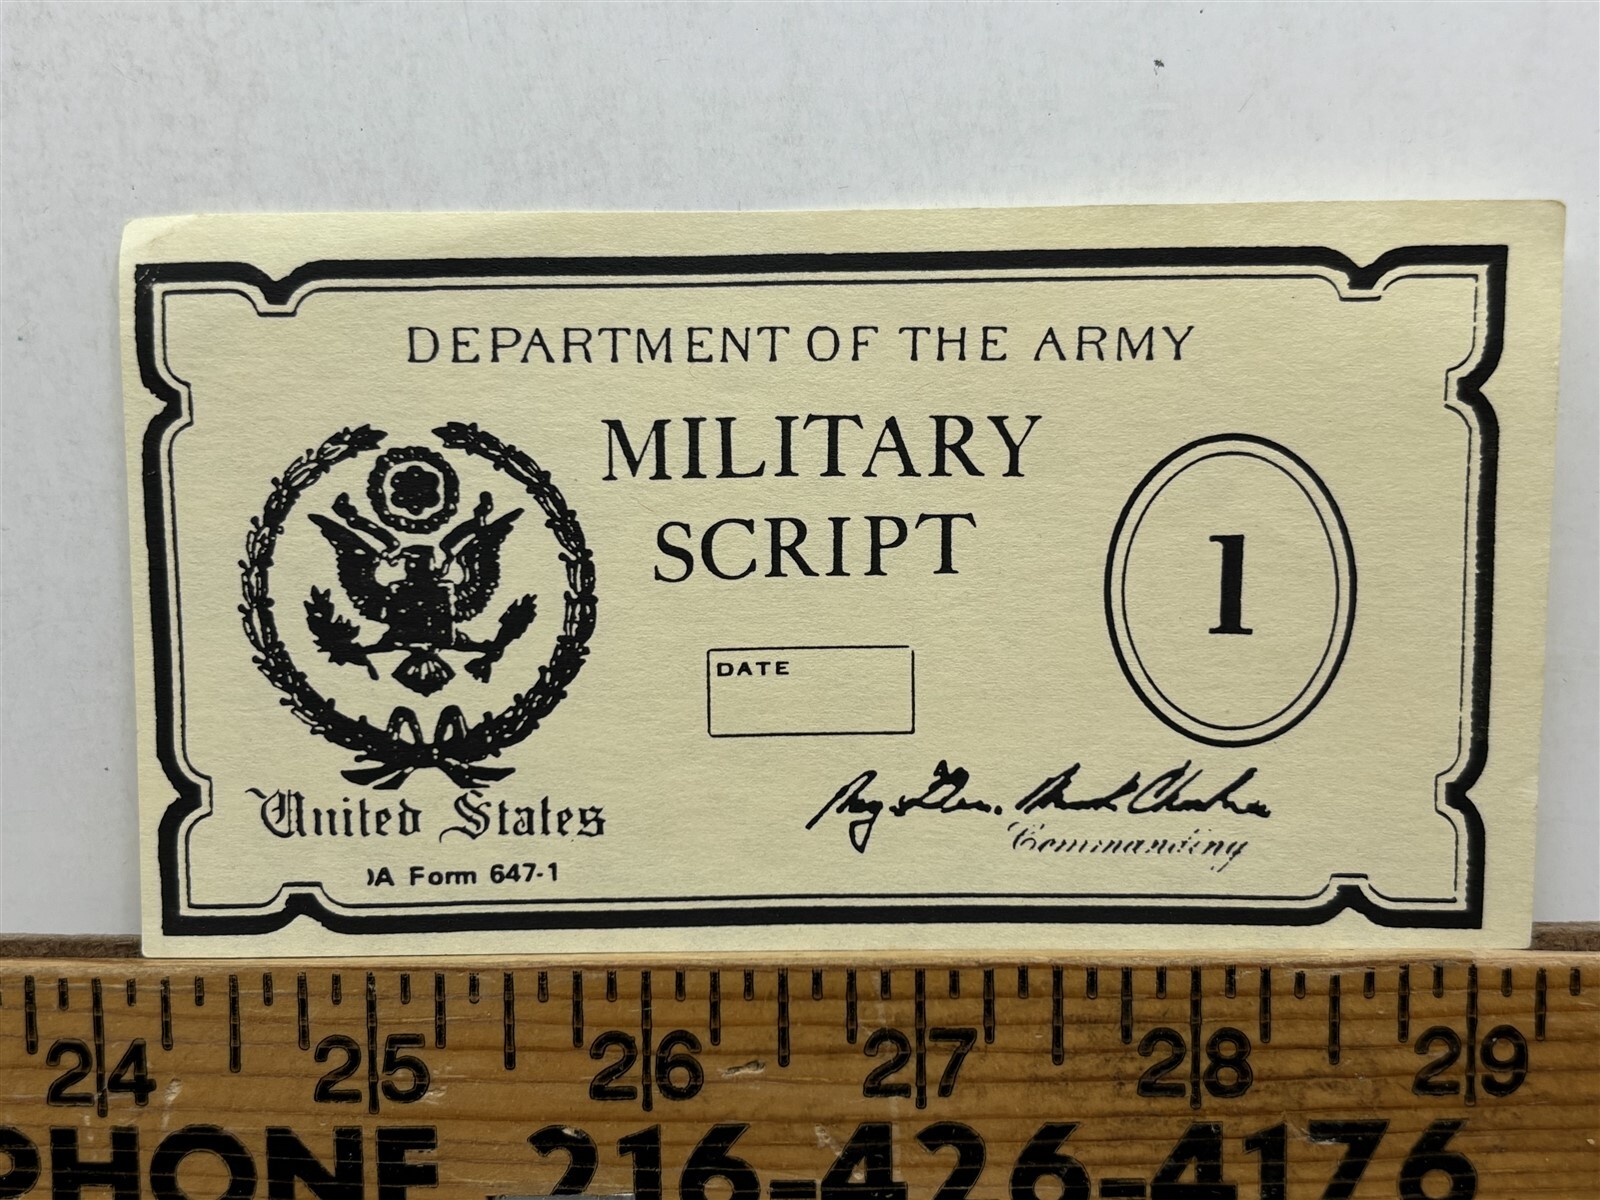 DEPARTMENT OF THE ARMY
MILITARY
SCRIPT
1
DATE
United States
Commanding
A Form 647-1
24 25 26 27 28 29
PHONE 216-426-4176